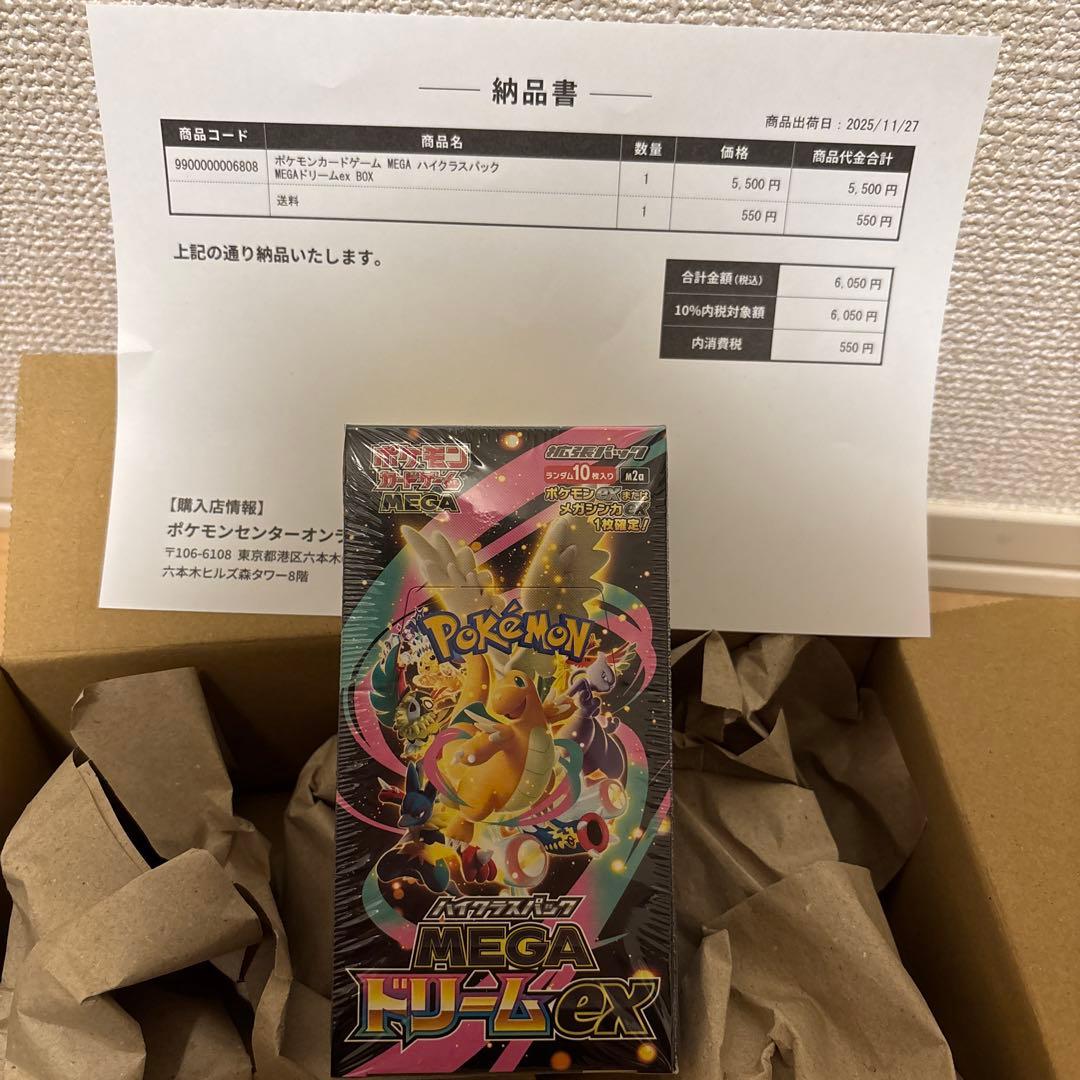 納品書
商品出荷日：2025/11/27
商品コード 商品名 数量 価格 商品代金合計
9900000006808 ポケモンカードゲーム MEGA ハイクラスパック
MEGAドリームex BOX 1 5,500 円 5,500 円
送料 1 550 円 550 円
上記の通り納品いたします。
合計金額(税込) 6,050 円
10%内税対象額 6,050 円
内消費税 550 円
【購入店情報】
ポケモンセンターオンラ
〒106-6108 東京都港区六本木
六本木ヒルズ森タワー8階
ポケモン
カードゲーム
MEGA
拡張パック
ランダム10枚入り M2a
ポケモンexまたは
メガシンカex
1枚確定!
POKéMON
ハイクラスパック
MEGA
ドリームex